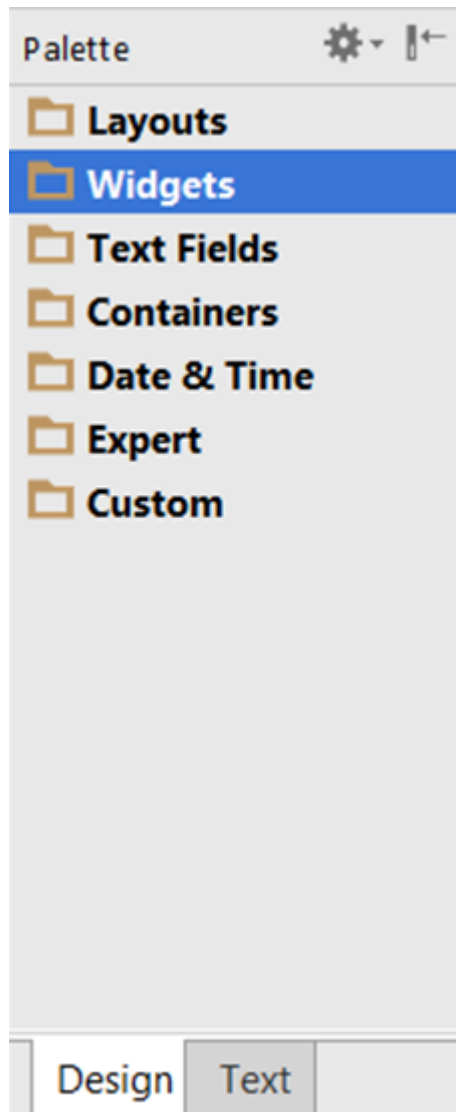 Palette
Layouts
Widgets
Text Fields
Containers
Date & Time
Expert
Custom
Design Text